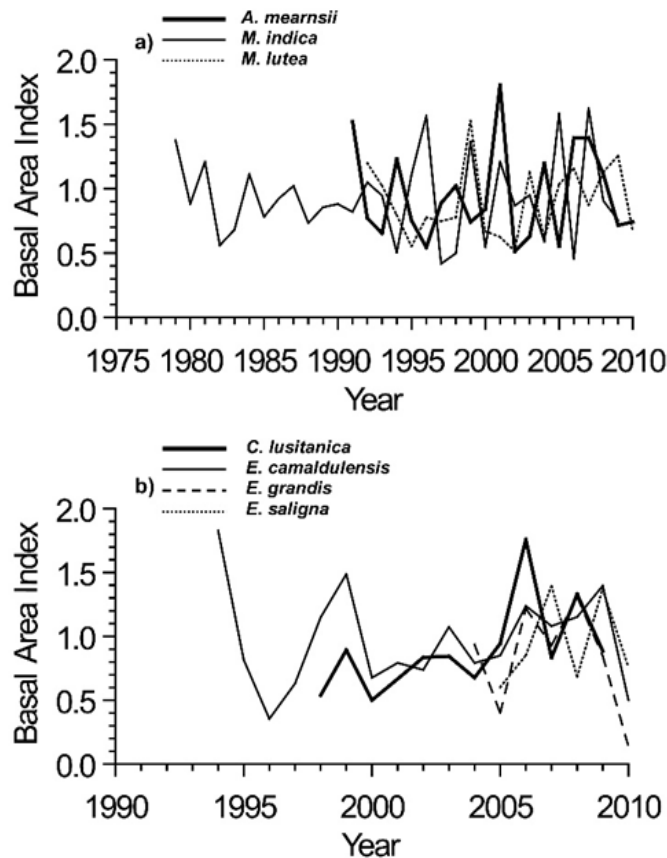 A. mearnsii
a) M. indica
M. lutea
2.0
1.5
1.0
0.5
0.0
Basal Area Index
1975 1980 1985 1990 1995 2000 2005 2010
Year
C. lusitanica
E. camaldulensis
b) E. grandis
E. saligna
2.0
1.5
1.0
0.5
0.0
Basal Area Index
1990 1995 2000 2005 2010
Year